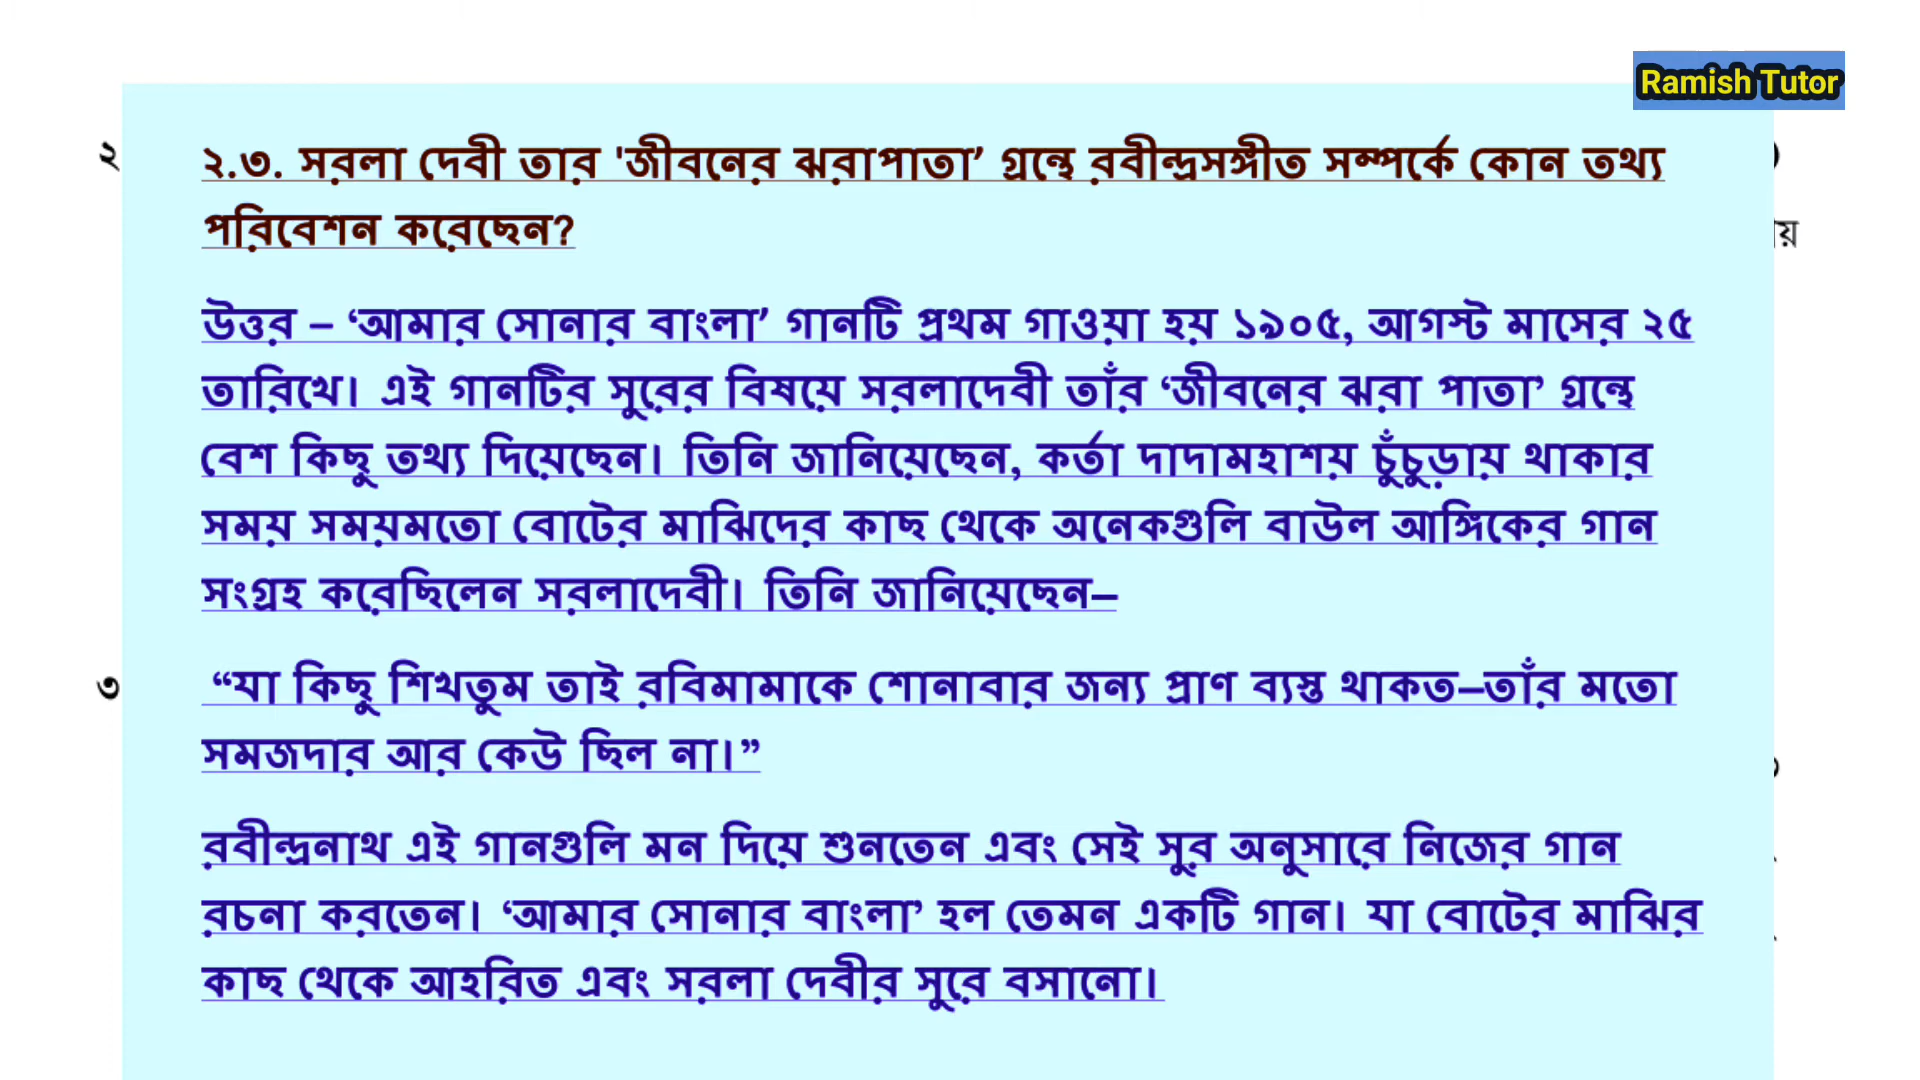 Ramish Tutor
২
২.৩. সরলা দেবী তার 'জীবনের ঝরাপাতা’ গ্রন্থে রবীন্দ্রসঙ্গীত সম্পর্কে কোন তথ্য
পরিবেশন করেছেন?
উত্তর – ‘আমার সোনার বাংলা’ গানটি প্রথম গাওয়া হয় ১৯০৫, আগস্ট মাসের ২৫
তারিখে। এই গানটির সুরের বিষয়ে সরলাদেবী তাঁর ‘জীবনের ঝরা পাতা’ গ্রন্থে
বেশ কিছু তথ্য দিয়েছেন। তিনি জানিয়েছেন, কর্তা দাদামহাশয় চুঁচুড়ায় থাকার
সময় সময়মতো বোটের মাঝিদের কাছ থেকে অনেকগুলি বাউল আঙ্গিকের গান
সংগ্রহ করেছিলেন সরলাদেবী। তিনি জানিয়েছেন–
৩
“যা কিছু শিখতুম তাই রবিমামাকে শোনাবার জন্য প্রাণ ব্যস্ত থাকত–তাঁর মতো
সমজদার আর কেউ ছিল না।”
রবীন্দ্রনাথ এই গানগুলি মন দিয়ে শুনতেন এবং সেই সুর অনুসারে নিজের গান
রচনা করতেন। ‘আমার সোনার বাংলা’ হল তেমন একটি গান। যা বোটের মাঝির
কাছ থেকে আহরিত এবং সরলা দেবীর সুরে বসানো।